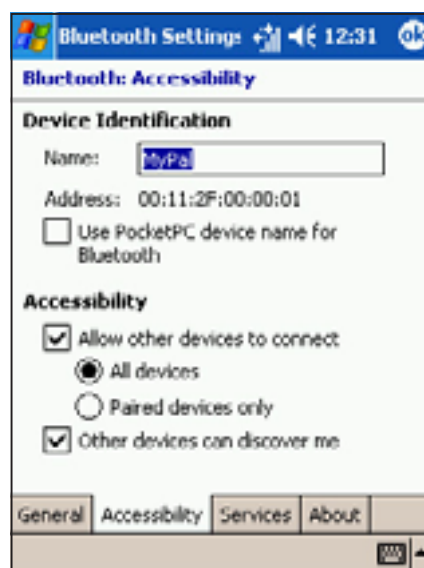 Bluetooth Settings 12:31 ok
Bluetooth: Accessibility
Device Identification
Name: MyPal
Address: 00:11:2F:00:00:01
Use PocketPC device name for
Bluetooth
Accessibility
Allow other devices to connect
All devices
Paired devices only
Other devices can discover me
General Accessibility Services About